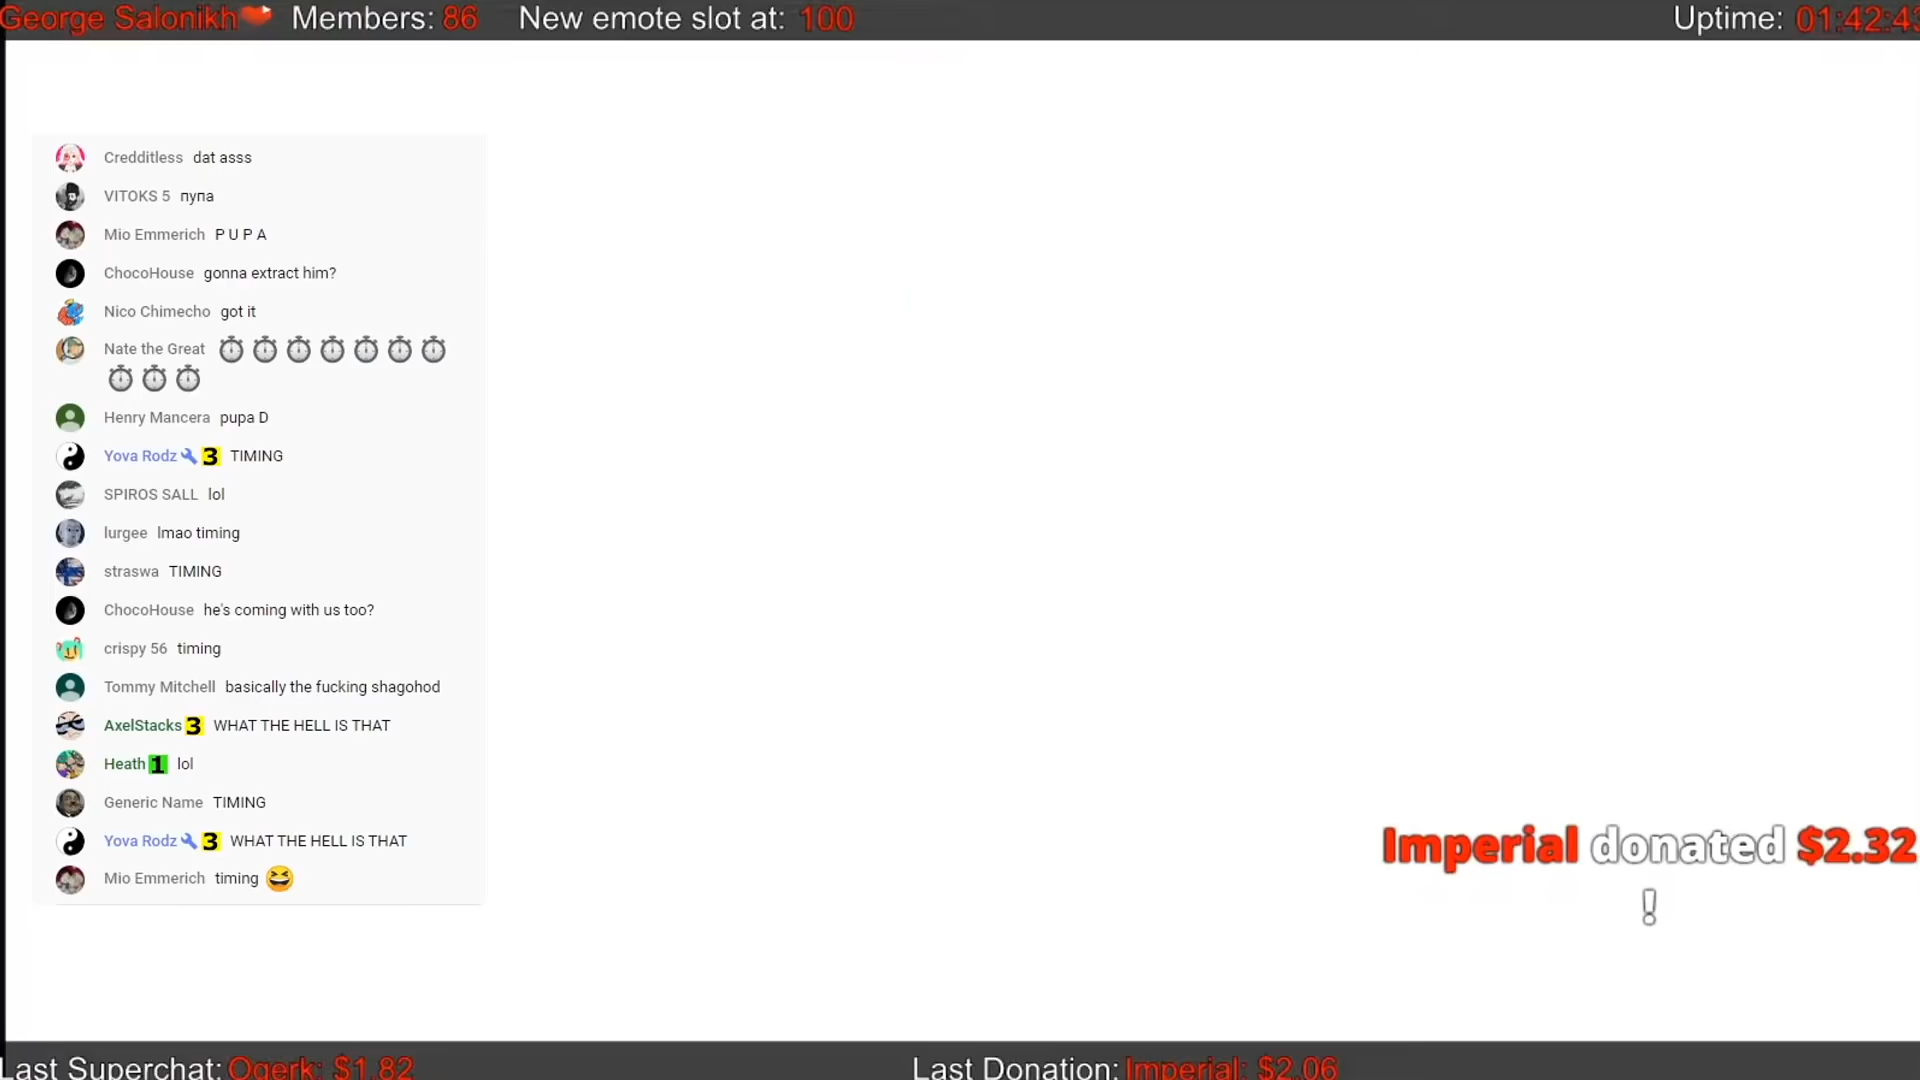 George Salonikh Members: 86 New emote slot at: 100 Uptime: 01:42:43
Credditless dat asss
VITOKS 5 пупа
Mio Emmerich P U P A
ChocoHouse gonna extract him?
Nico Chimecho got it
Nate the Great ⏱⏱⏱⏱⏱⏱⏱
⏱⏱⏱
Henry Mancera pupa D
Yova Rodz 3 TIMING
SPIROS SALL lol
lurgee lmao timing
straswa TIMING
ChocoHouse he's coming with us too?
crispy 56 timing
Tommy Mitchell basically the fucking shagohod
AxelStacks 3 WHAT THE HELL IS THAT
Heath 1 lol
Generic Name TIMING
Yova Rodz 3 WHAT THE HELL IS THAT
Mio Emmerich timing 😆
Imperial donated $2.32
!
Last Superchat: Ogerk: $1.82 Last Donation: Imperial: $2.06